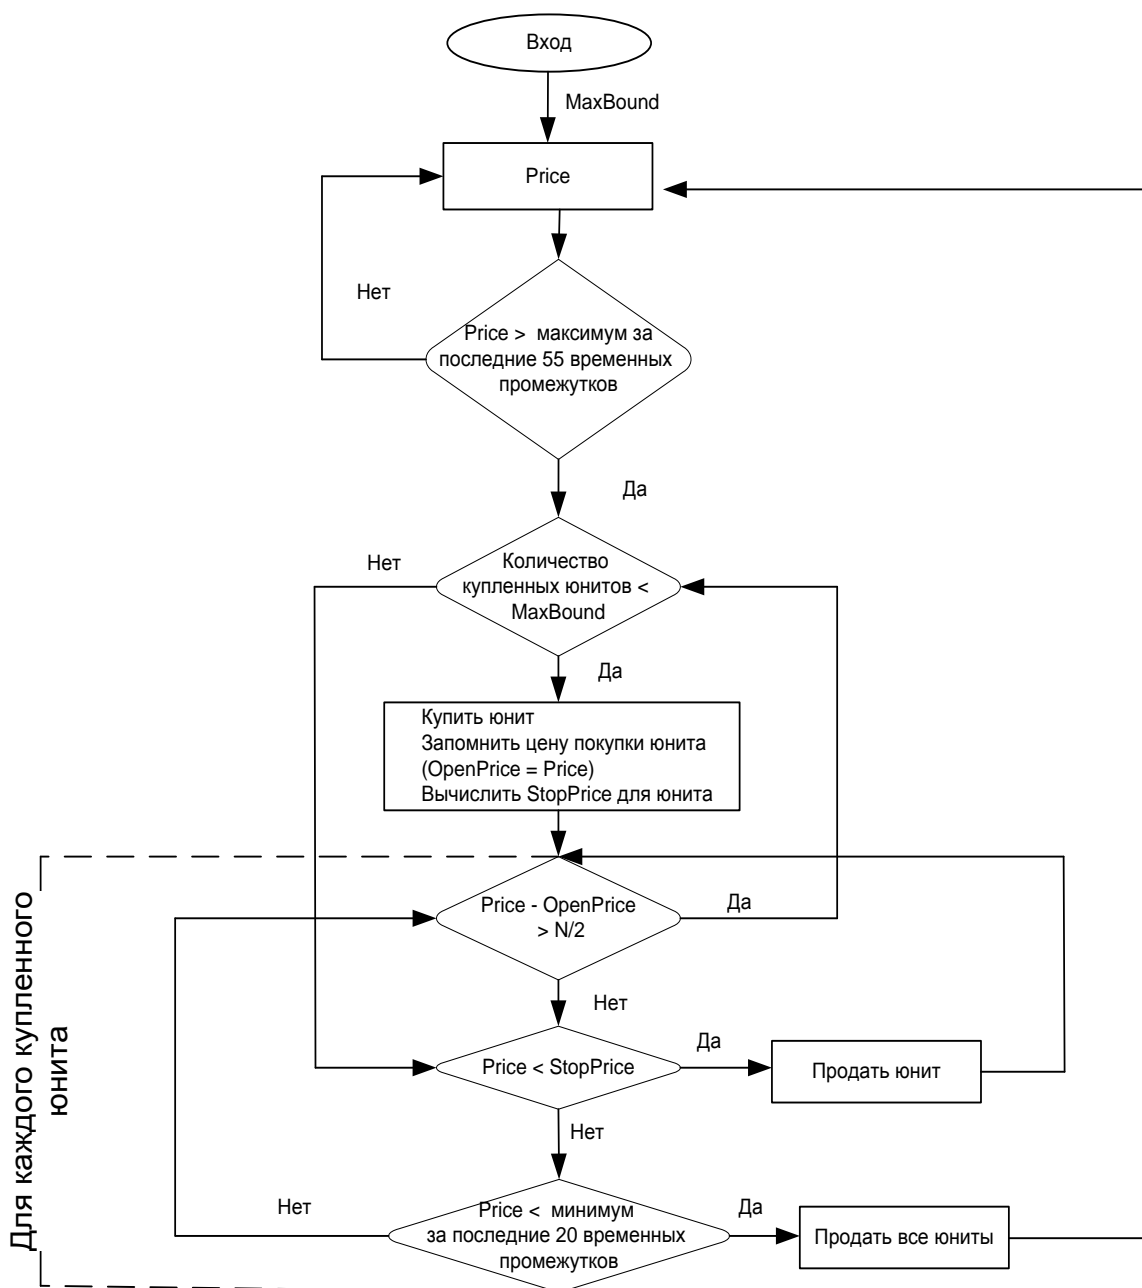 Вход
MaxBound
Price
Нет
Price > максимум за
последние 55 временных
промежутков
Да
Нет
Количество
купленных юнитов <
MaxBound
Да
Купить юнит
Запомнить цену покупки юнита
(OpenPrice = Price)
Вычислить StopPrice для юнита
Для каждого купленного
юнита
Price - OpenPrice
> N/2
Да
Нет
Price < StopPrice
Да
Продать юнит
Нет
Нет
Price < минимум
за последние 20 временных
промежутков
Да
Продать все юниты